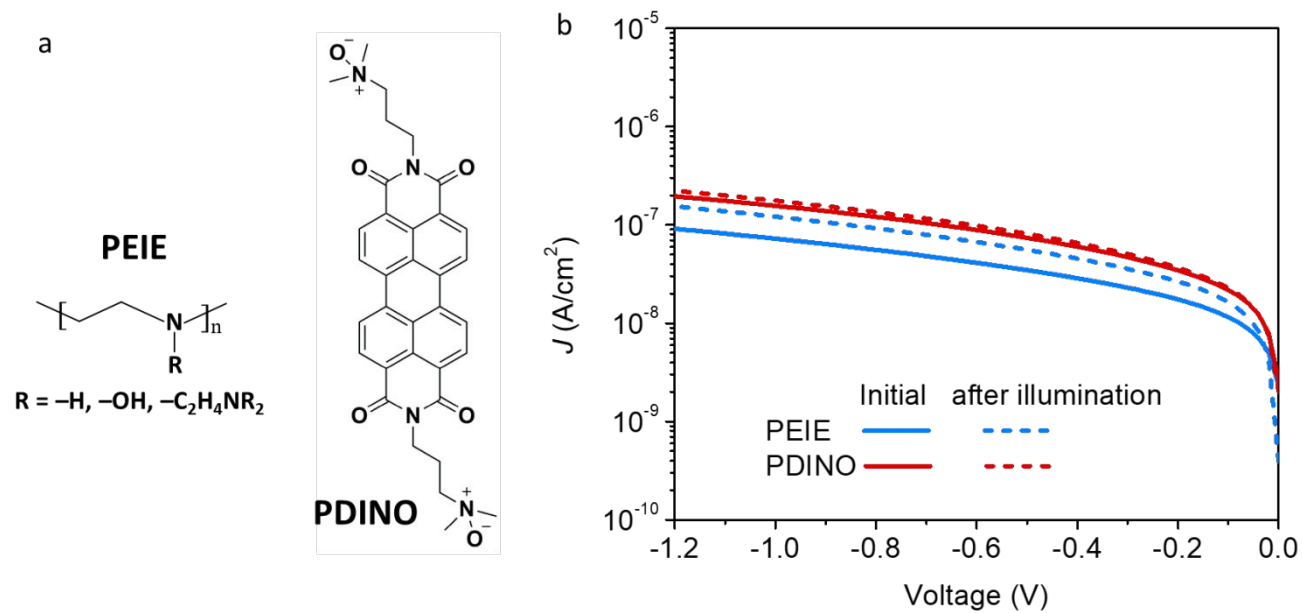 a
PEIE
[
N
]n
R
R = –H, –OH, –C₂H₄NR₂
O⁻
N
+
O N O
O N O
+
N
O⁻
PDINO
b
J (A/cm²)
10⁻⁵
10⁻⁶
10⁻⁷
10⁻⁸
10⁻⁹
10⁻¹⁰
Initial after illumination
PEIE
PDINO
-1.2 -1.0 -0.8 -0.6 -0.4 -0.2 0.0
Voltage (V)